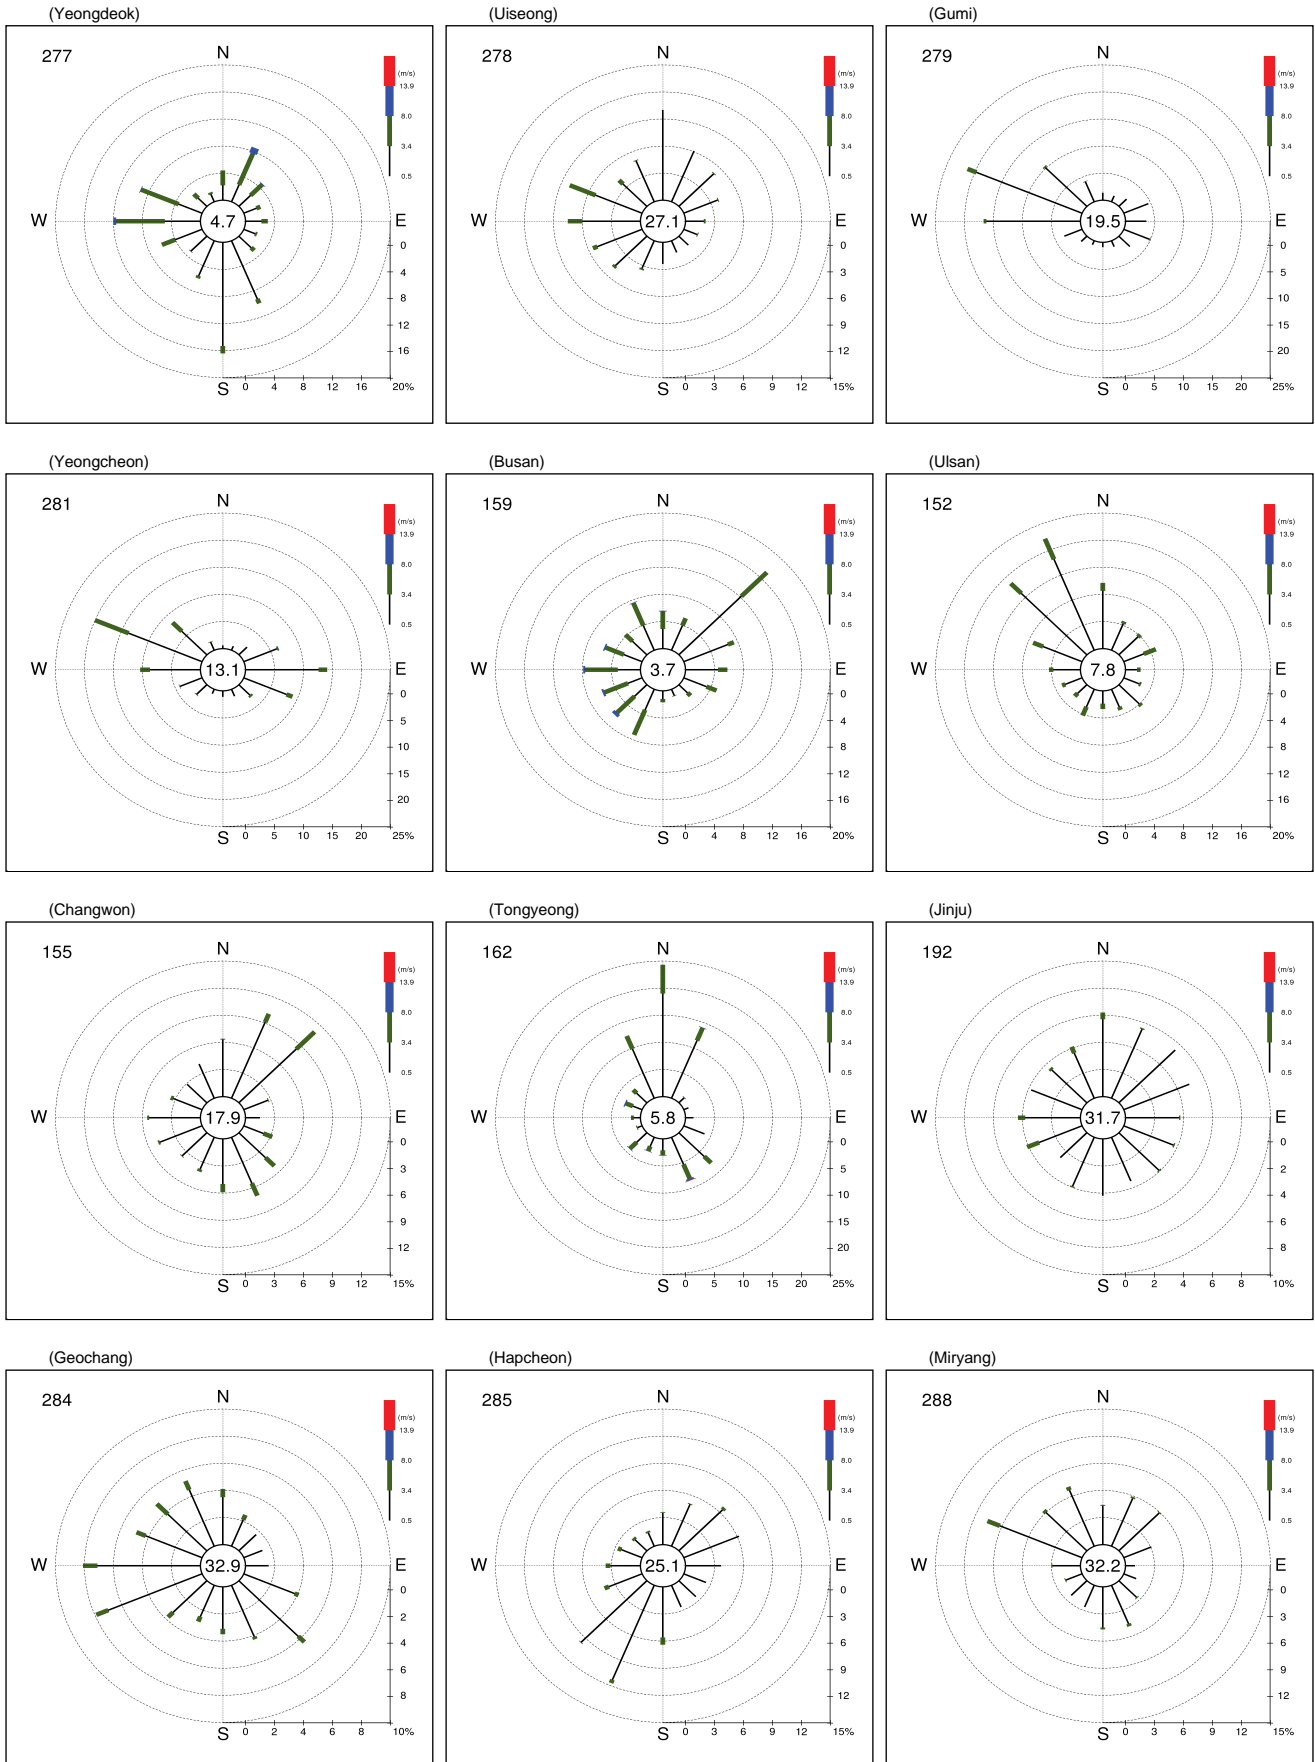 (Yeongdeok)
277
N
(m/s)
13.9
8.0
3.4
0.5
W
4.7
E
0
4
8
12
16
S
0 4 8 12 16 20%
(Uiseong)
278
N
(m/s)
13.9
8.0
3.4
0.5
W
27.1
E
0
3
6
9
12
S
0 3 6 9 12 15%
(Gumi)
279
N
(m/s)
13.9
8.0
3.4
0.5
W
19.5
E
0
5
10
15
20
S
0 5 10 15 20 25%
(Yeongcheon)
281
N
(m/s)
13.9
8.0
3.4
0.5
W
13.1
E
0
5
10
15
20
S
0 5 10 15 20 25%
(Busan)
159
N
(m/s)
13.9
8.0
3.4
0.5
W
3.7
E
0
4
8
12
16
S
0 4 8 12 16 20%
(Ulsan)
152
N
(m/s)
13.9
8.0
3.4
0.5
W
7.8
E
0
4
8
12
16
S
0 4 8 12 16 20%
(Changwon)
155
N
(m/s)
13.9
8.0
3.4
0.5
W
17.9
E
0
3
6
9
12
S
0 3 6 9 12 15%
(Tongyeong)
162
N
(m/s)
13.9
8.0
3.4
0.5
W
5.8
E
0
5
10
15
20
S
0 5 10 15 20 25%
(Jinju)
192
N
(m/s)
13.9
8.0
3.4
0.5
W
31.7
E
0
2
4
6
8
S
0 2 4 6 8 10%
(Geochang)
284
N
(m/s)
13.9
8.0
3.4
0.5
W
32.9
E
0
2
4
6
8
S
0 2 4 6 8 10%
(Hapcheon)
285
N
(m/s)
13.9
8.0
3.4
0.5
W
25.1
E
0
3
6
9
12
S
0 3 6 9 12 15%
(Miryang)
288
N
(m/s)
13.9
8.0
3.4
0.5
W
32.2
E
0
3
6
9
12
S
0 3 6 9 12 15%